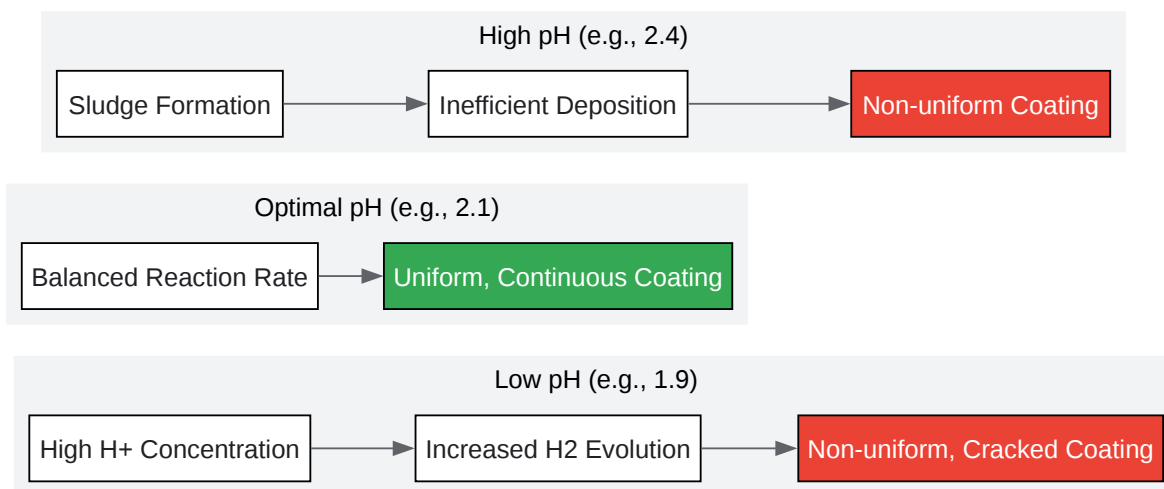 High pH (e.g., 2.4)
Sludge Formation
Inefficient Deposition
Non-uniform Coating
Optimal pH (e.g., 2.1)
Balanced Reaction Rate
Uniform, Continuous Coating
Low pH (e.g., 1.9)
High H+ Concentration
Increased H2 Evolution
Non-uniform, Cracked Coating